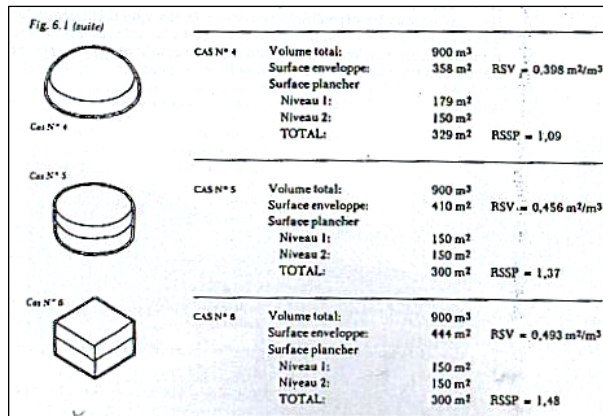 Fig. 6.1 (suite)
Cas N° 4
CAS N° 4 Volume total: 900 m³
Surface enveloppe: 358 m² RSV = 0,398 m²/m³
Surface plancher
Niveau 1: 179 m²
Niveau 2: 150 m²
TOTAL: 329 m² RSSP = 1,09
Cas N° 5
CAS N° 5 Volume total: 900 m³
Surface enveloppe: 410 m² RSV = 0,456 m²/m³
Surface plancher
Niveau 1: 150 m²
Niveau 2: 150 m²
TOTAL: 300 m² RSSP = 1,37
Cas N° 6
CAS N° 6 Volume total: 900 m³
Surface enveloppe: 444 m² RSV = 0,493 m²/m³
Surface plancher
Niveau 1: 150 m²
Niveau 2: 150 m²
TOTAL: 300 m² RSSP = 1,48